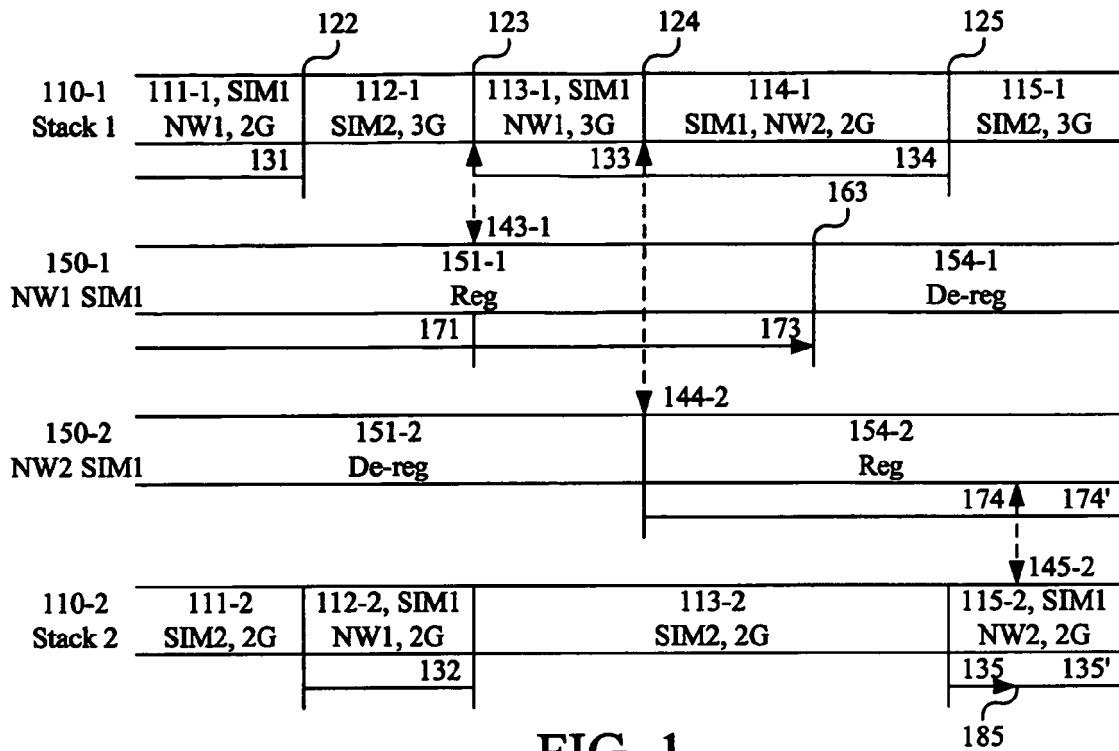 122
123
124
125
110-1
Stack 1
111-1, SIM1
NW1, 2G
112-1
SIM2, 3G
113-1, SIM1
NW1, 3G
114-1
SIM1, NW2, 2G
115-1
SIM2, 3G
131
133
134
163
143-1
150-1
NW1 SIM1
151-1
Reg
154-1
De-reg
171
173
144-2
150-2
NW2 SIM1
151-2
De-reg
154-2
Reg
174
174'
145-2
110-2
Stack 2
111-2
SIM2, 2G
112-2, SIM1
NW1, 2G
113-2
SIM2, 2G
115-2, SIM1
NW2, 2G
132
135
135'
185
FIG. 1